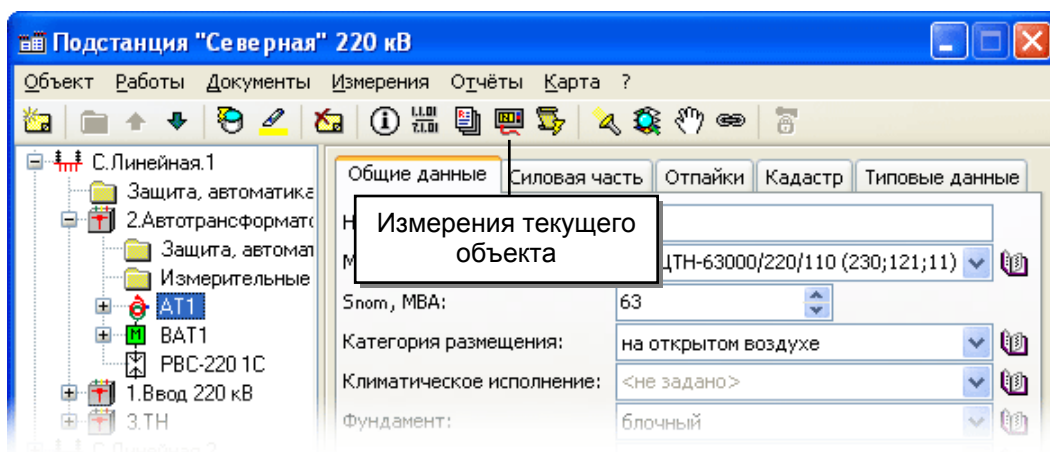 Подстанция "Северная" 220 кВ
Объект Работы Документы Измерения Отчёты Карта ?
С.Линейная.1
Защита, автоматика
2.Автотрансформато
Защита, автомат
Измерительные
АТ1
ВАТ1
РВС-220 1С
1.Ввод 220 кВ
3.ТН
С.Линейная.2
Общие данные Силовая часть Отпайки Кадастр Типовые данные
Измерения текущего
объекта
ЦТН-63000/220/110 (230;121;11)
Snom, МВА: 63
Категория размещения: на открытом воздухе
Климатическое исполнение: <не задано>
Фундамент: блочный